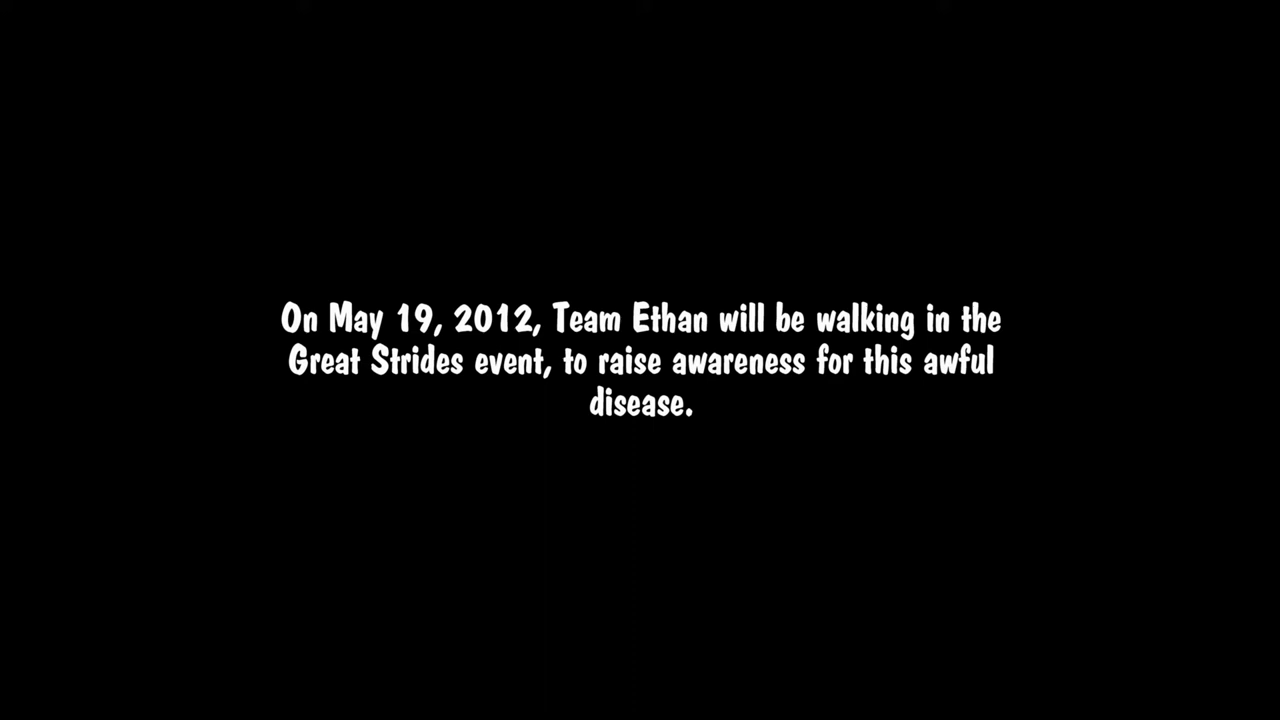 On May 19, 2012, Team Ethan will be walking in the
Great Strides event, to raise awareness for this awful
disease.